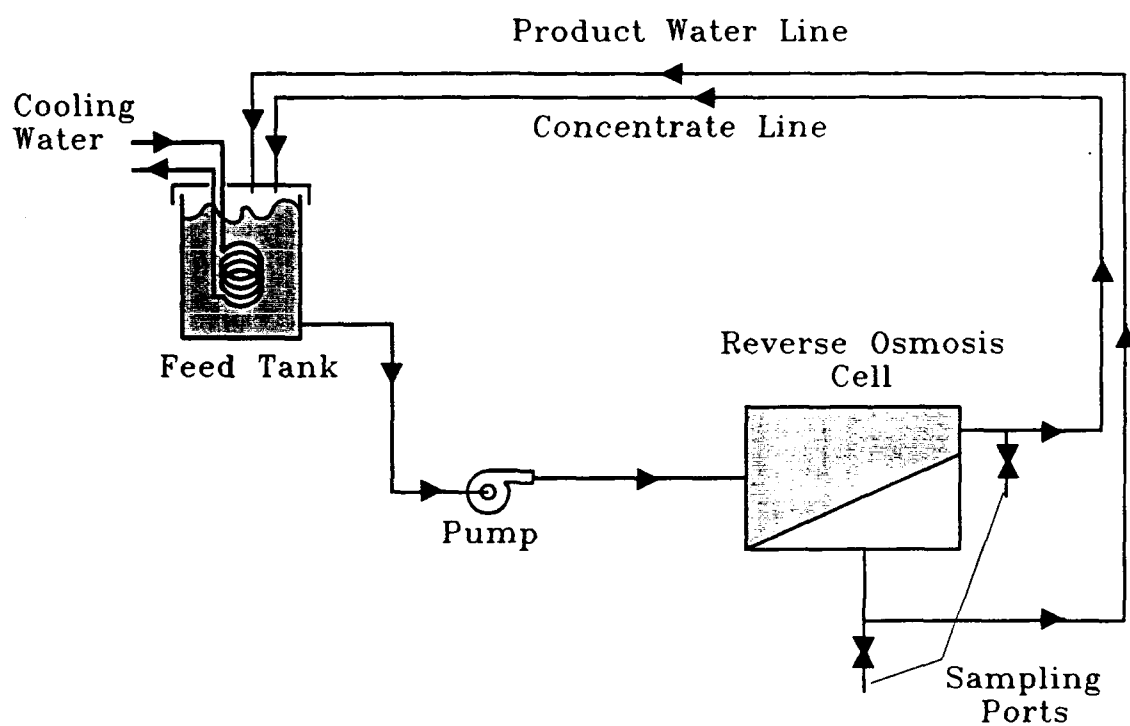 Product Water Line
Cooling
Water
Concentrate Line
Feed Tank
Reverse Osmosis
Cell
Pump
Sampling
Ports